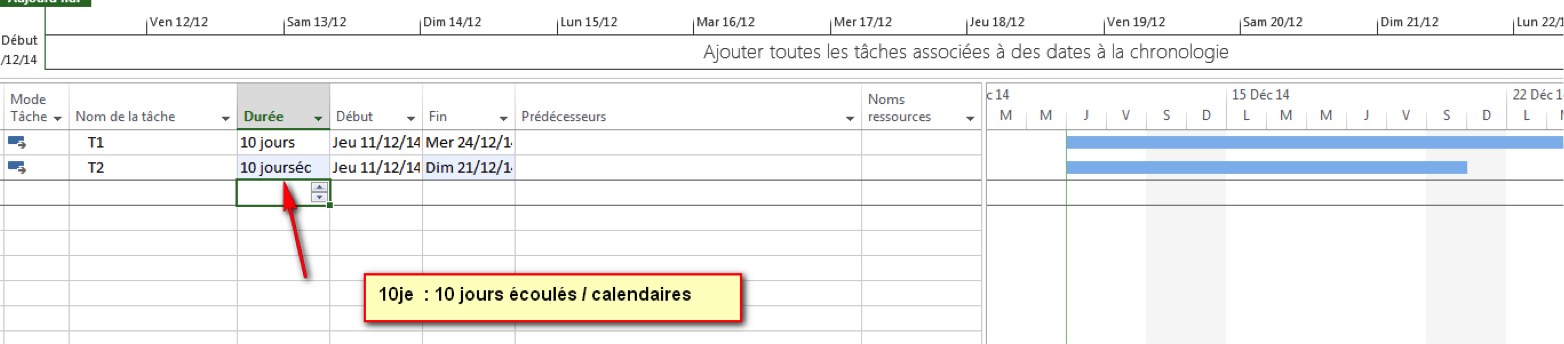 Aujourd'hui
Ven 12/12 Sam 13/12 Dim 14/12 Lun 15/12 Mar 16/12 Mer 17/12 Jeu 18/12 Ven 19/12 Sam 20/12 Dim 21/12 Lun 22/1
Début
/12/14
Ajouter toutes les tâches associées à des dates à la chronologie
Mode
Tâche Nom de la tâche Durée Début Fin Prédécesseurs
Noms
ressources
c 14 15 Déc 14 22 Déc 1
M M J V S D L M M J V S D L
T1 10 jours Jeu 11/12/14 Mer 24/12/1
T2 10 jourséc Jeu 11/12/14 Dim 21/12/1
10je : 10 jours écoulés / calendaires